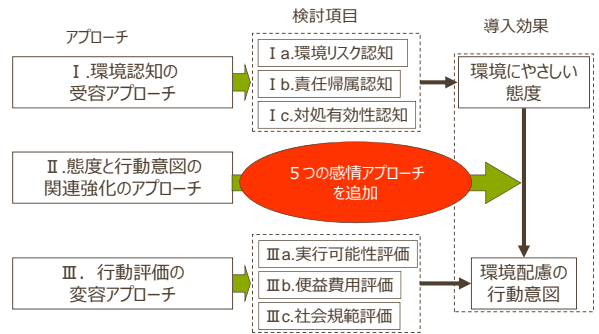 アプローチ
検討項目
導入効果
Ⅰ.環境認知の
受容アプローチ
Ⅰa.環境リスク認知
Ⅰb.責任帰属認知
Ⅰc.対処有効性認知
環境にやさしい
態度
Ⅱ.態度と行動意図の
関連強化のアプローチ
５つの感情アプローチ
を追加
Ⅲ．行動評価の
変容アプローチ
Ⅲa.実行可能性評価
Ⅲb.便益費用評価
Ⅲc.社会規範評価
環境配慮の
行動意図